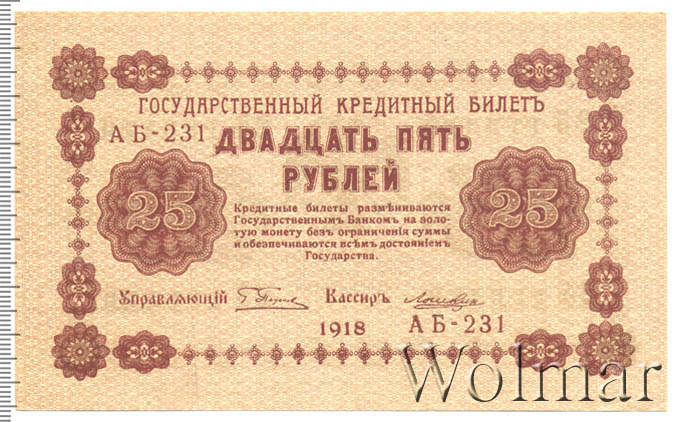 ГОСУДАРСТВЕННЫЙ КРЕДИТНЫЙ БИЛЕТЪ
АБ-231
ДВАДЦАТЬ ПЯТЬ
РУБЛЕЙ
25
25
Кредитные билеты размѣниваются
Государственнымъ Банкомъ на золо-
тую монету безъ ограниченія суммы
и обезпечиваются всѣмъ достояніемъ
Государства.
Управляющій
Кассиръ
1918 АБ-231
Wolmar